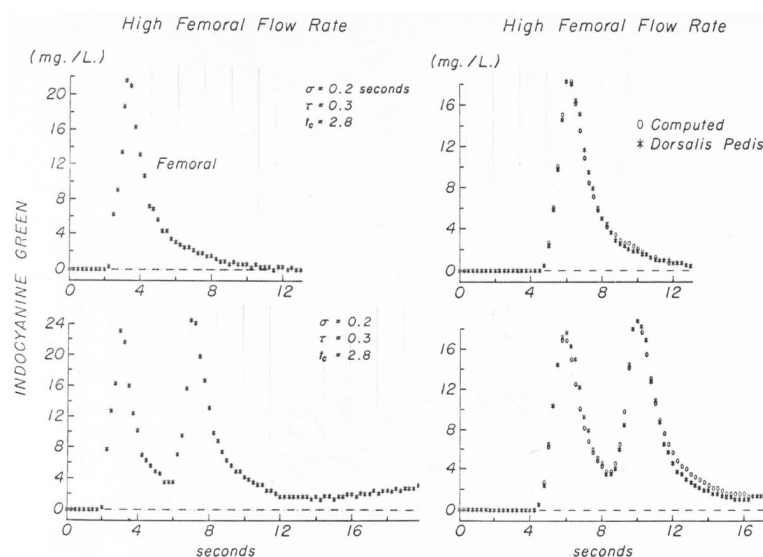 High Femoral Flow Rate
High Femoral Flow Rate
(mg./L.)
(mg./L.)
20
16
12
8
4
0
σ = 0.2 seconds
τ = 0.3
tc = 2.8
Femoral
0 4 8 12
16
12
8
4
0
o Computed
* Dorsalis Pedis
0 4 8 12
INDOCYANINE GREEN
24
20
16
12
8
4
0
σ = 0.2
τ = 0.3
tc = 2.8
0 4 8 12 16
seconds
16
12
8
4
0
0 4 8 12 16
seconds